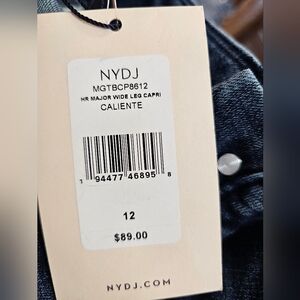 NYDJ
MGTBCP8612
HR MAJOR WIDE LEG CAPRI
CALIENTE
1 94477 46895 8
12
$89.00
NYDJ.COM